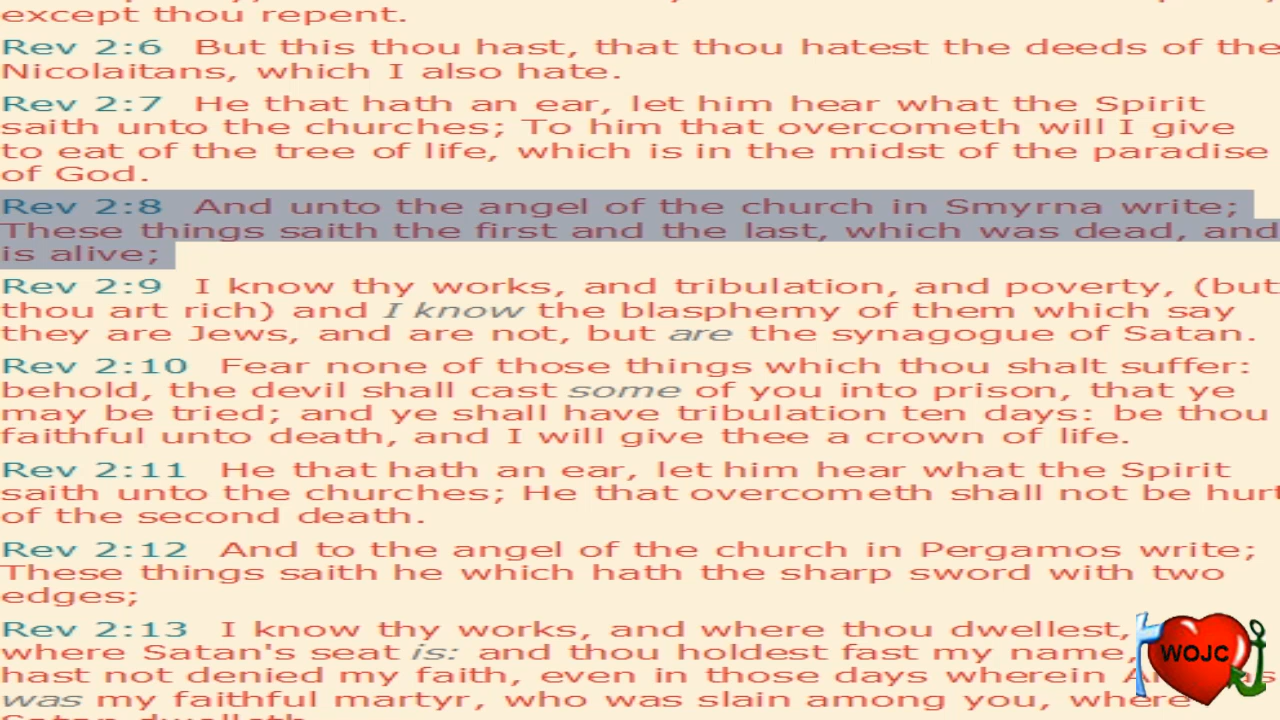 except thou repent.
Rev 2:6 But this thou hast, that thou hatest the deeds of the
Nicolaitans, which I also hate.
Rev 2:7 He that hath an ear, let him hear what the Spirit
saith unto the churches; To him that overcometh will I give
to eat of the tree of life, which is in the midst of the paradise
of God.
Rev 2:8 And unto the angel of the church in Smyrna write;
These things saith the first and the last, which was dead, and
is alive;
Rev 2:9 I know thy works, and tribulation, and poverty, (but
thou art rich) and I know the blasphemy of them which say
they are Jews, and are not, but are the synagogue of Satan.
Rev 2:10 Fear none of those things which thou shalt suffer:
behold, the devil shall cast some of you into prison, that ye
may be tried; and ye shall have tribulation ten days: be thou
faithful unto death, and I will give thee a crown of life.
Rev 2:11 He that hath an ear, let him hear what the Spirit
saith unto the churches; He that overcometh shall not be hurt
of the second death.
Rev 2:12 And to the angel of the church in Pergamos write;
These things saith he which hath the sharp sword with two
edges;
Rev 2:13 I know thy works, and where thou dwellest,
where Satan's seat is: and thou holdest fast my name,
hast not denied my faith, even in those days wherein
was my faithful martyr, who was slain among you, where
Satan dwelleth.
WOJC